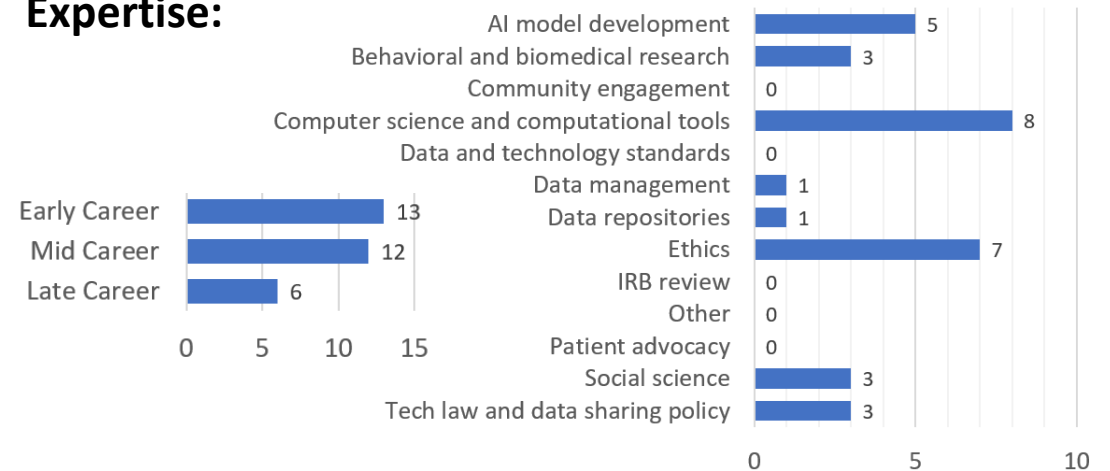 Expertise:
Early Career 13
Mid Career 12
Late Career 6
0 5 10 15
AI model development 5
Behavioral and biomedical research 3
Community engagement 0
Computer science and computational tools 8
Data and technology standards 0
Data management 1
Data repositories 1
Ethics 7
IRB review 0
Other 0
Patient advocacy 0
Social science 3
Tech law and data sharing policy 3
0 5 10